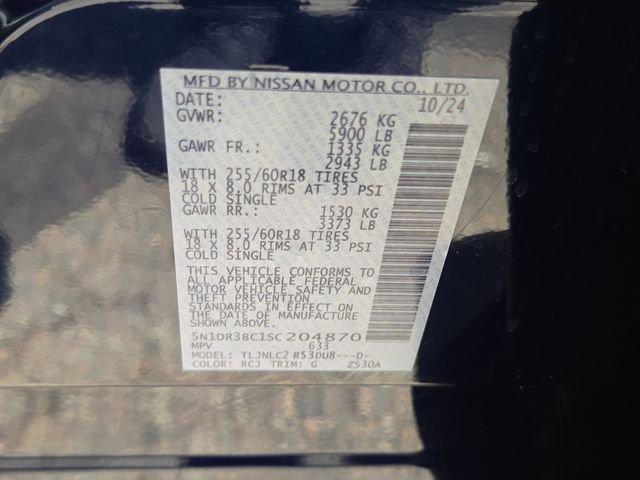 MFD BY NISSAN MOTOR CO., LTD.
DATE: 10/24
GVWR: 2676 KG
5900 LB
GAWR FR.: 1335 KG
2943 LB
WITH 255/60R18 TIRES
18 X 8.0 RIMS AT 33 PSI
COLD SINGLE
GAWR RR.: 1530 KG
3373 LB
WITH 255/60R18 TIRES
18 X 8.0 RIMS AT 33 PSI
COLD SINGLE
THIS VEHICLE CONFORMS TO
ALL APPLICABLE FEDERAL
MOTOR VEHICLE SAFETY AND
THEFT PREVENTION
STANDARDS IN EFFECT ON
THE DATE OF MANUFACTURE
SHOWN ABOVE.
5N1DR3BC1SC204870
MPV 633
MODEL: TLJNLCZ R53DU8---D-
COLOR: RCJ TRIM: G ZS30A